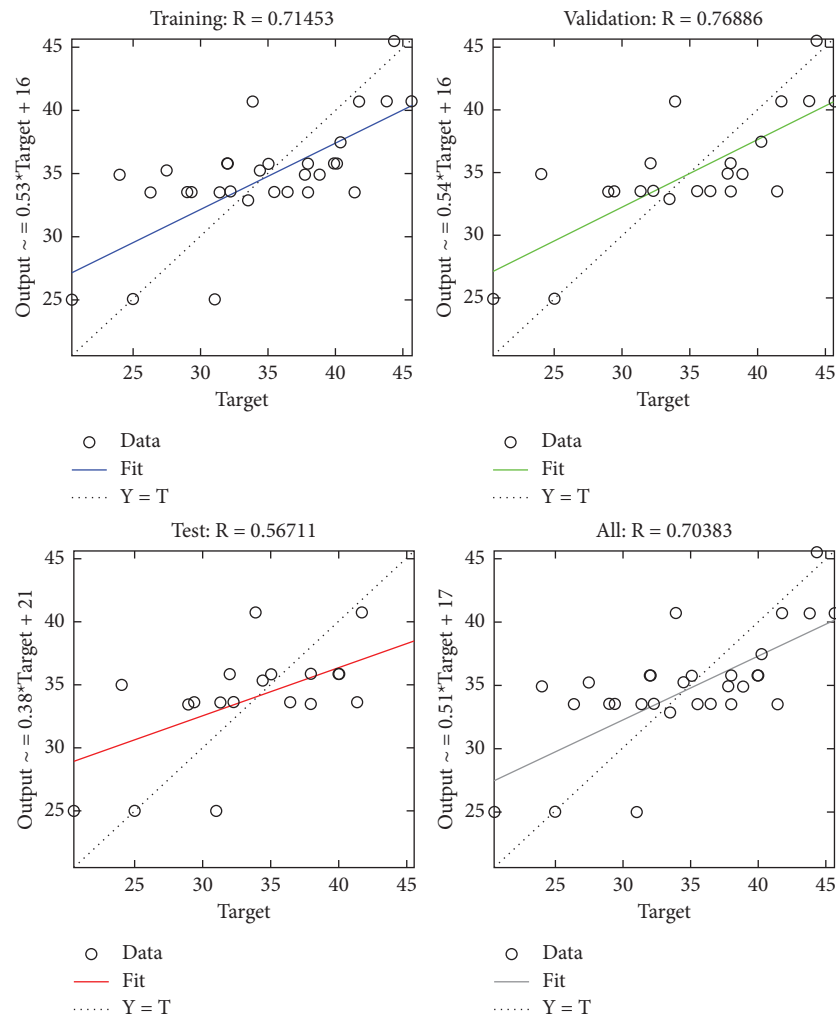 Training: R = 0.71453
Output ~ = 0.53*Target + 16
45
40
35
30
25
25 30 35 40 45
Target
Data
Fit
Y = T
Validation: R = 0.76886
Output ~ = 0.54*Target + 16
45
40
35
30
25
25 30 35 40 45
Target
Data
Fit
Y = T
Test: R = 0.56711
Output ~ = 0.38*Target + 21
45
40
35
30
25
25 30 35 40 45
Target
Data
Fit
Y = T
All: R = 0.70383
Output ~ = 0.51*Target + 17
45
40
35
30
25
25 30 35 40 45
Target
Data
Fit
Y = T